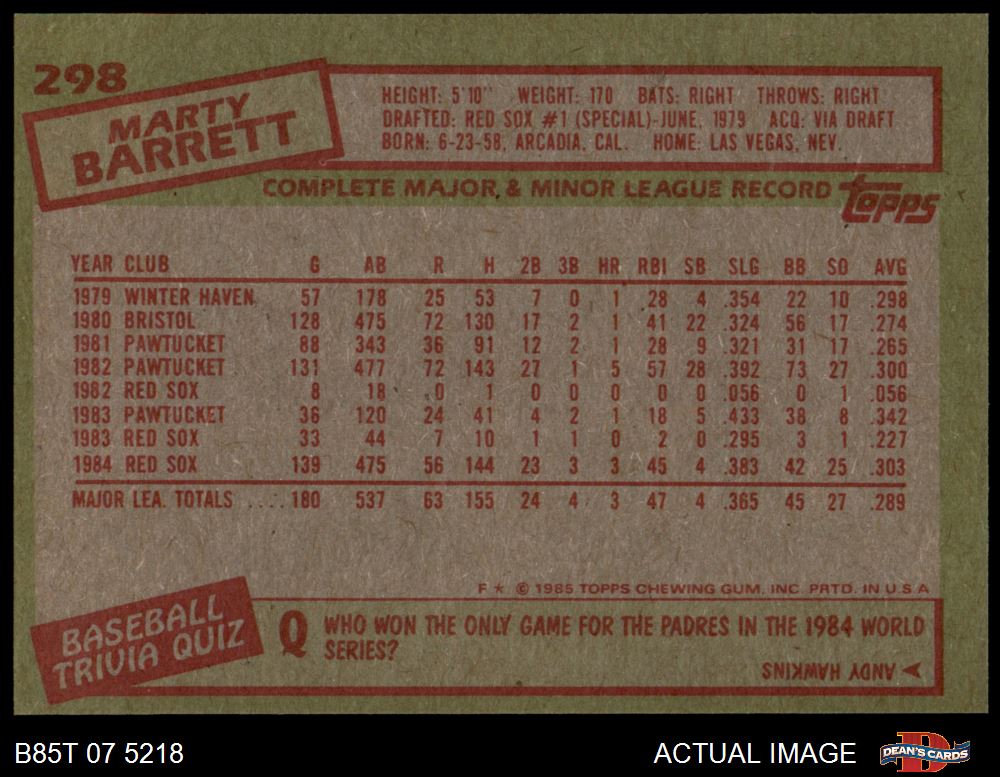 298
MARTY
BARRETT
HEIGHT: 5'10" WEIGHT: 170 BATS: RIGHT THROWS: RIGHT
DRAFTED: RED SOX #1 (SPECIAL)-JUNE, 1979 ACQ: VIA DRAFT
BORN: 6-23-58, ARCADIA, CAL. HOME: LAS VEGAS, NEV.
COMPLETE MAJOR & MINOR LEAGUE RECORD topps
YEAR CLUB G AB R H 2B 3B HR RBI SB SLG BB SO AVG
1979 WINTER HAVEN 57 178 25 53 7 0 1 28 4 .354 22 10 .298
1980 BRISTOL 128 475 72 130 17 2 1 41 22 .324 56 17 .274
1981 PAWTUCKET 88 343 36 91 12 2 1 28 9 .321 31 17 .265
1982 PAWTUCKET 131 477 72 143 27 1 5 57 28 .392 73 27 .300
1982 RED SOX 8 18 0 1 0 0 0 0 0 .056 0 1 .056
1983 PAWTUCKET 36 120 24 41 4 2 1 18 5 .433 38 8 .342
1983 RED SOX 33 44 7 10 1 1 0 2 0 .295 3 1 .227
1984 RED SOX 139 475 56 144 23 3 3 45 4 .383 42 25 .303
MAJOR LEA. TOTALS .... 180 537 63 155 24 4 3 47 4 .365 45 27 .289
F * © 1985 TOPPS CHEWING GUM, INC. PRTD. IN U.S.A
BASEBALL
TRIVIA QUIZ
Q WHO WON THE ONLY GAME FOR THE PADRES IN THE 1984 WORLD
SERIES?
ANDY HAWKINS
B85T 07 5218 ACTUAL IMAGE D DEAN'S CARDS